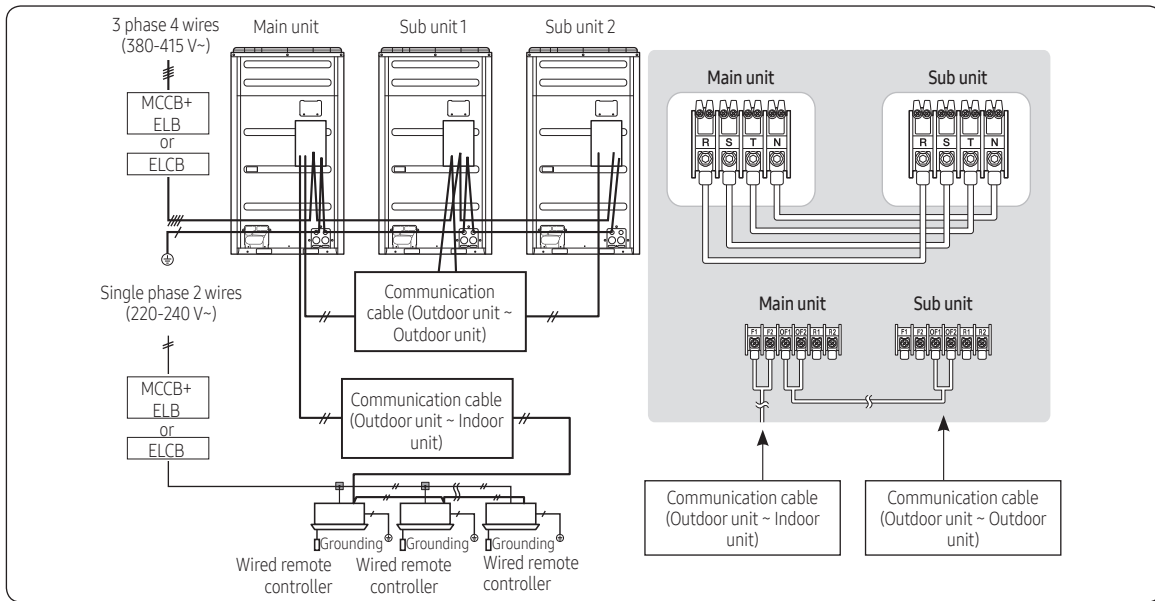 3 phase 4 wires
(380-415 V~)
Main unit
Sub unit 1
Sub unit 2
MCCB+
ELB
or
ELCB
Single phase 2 wires
(220-240 V~)
MCCB+
ELB
or
ELCB
Communication
cable (Outdoor unit ~
Outdoor unit)
Communication cable
(Outdoor unit ~ Indoor
unit)
Grounding
Grounding
Grounding
Wired remote
controller
Wired remote
controller
Wired remote
controller
Main unit
Sub unit
R S T N
R S T N
Main unit
Sub unit
F1 F2 OF1 OF2 R1 R2
F1 F2 OF1 OF2 R1 R2
Communication cable
(Outdoor unit ~ Indoor
unit)
Communication cable
(Outdoor unit ~ Outdoor
unit)